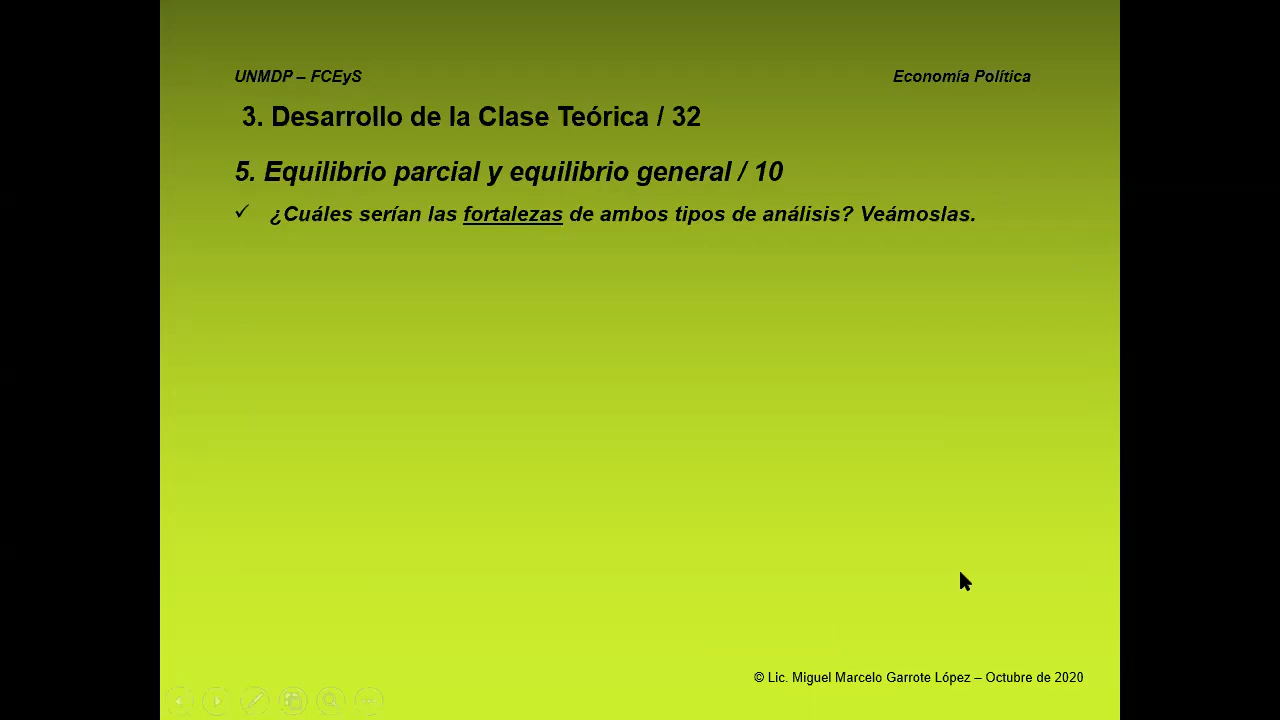 UNMDP – FCEyS
Economía Política
3. Desarrollo de la Clase Teórica / 32
5. Equilibrio parcial y equilibrio general / 10
✓ ¿Cuáles serían las fortalezas de ambos tipos de análisis? Veámoslas.
© Lic. Miguel Marcelo Garrote López – Octubre de 2020